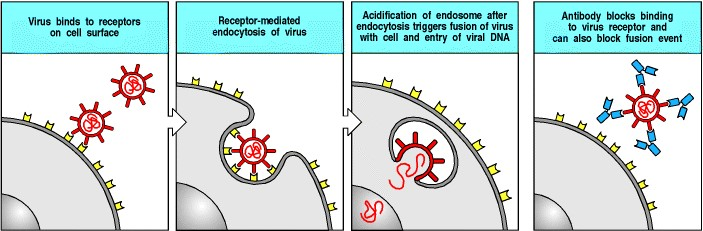 Virus binds to receptors
on cell surface
Receptor-mediated
endocytosis of virus
Acidification of endosome after
endocytosis triggers fusion of virus
with cell and entry of viral DNA
Antibody blocks binding
to virus receptor and
can also block fusion event